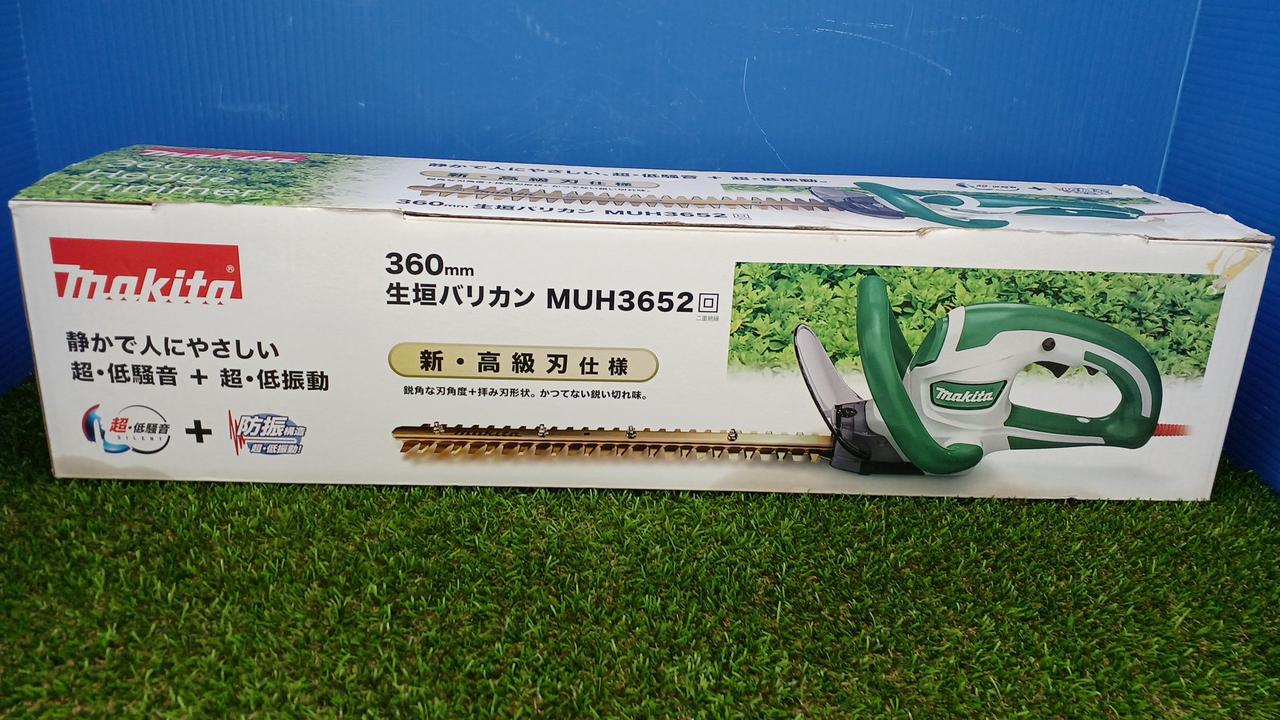 makita
Hedge
Trimmer
静かで人にやさしい、超・低騒音 + 超・低振動。
新・高級刃仕様
360mm 生垣バリカン MUH3652
makita®
静かで人にやさしい
超・低騒音 + 超・低振動
超・低騒音
SILENT
+
防振構造
超・低振動!
360mm
生垣バリカン MUH3652
二重絶縁
新・高級刃仕様
鋭角な刃角度+拝み刃形状。かつてない鋭い切れ味。
makita